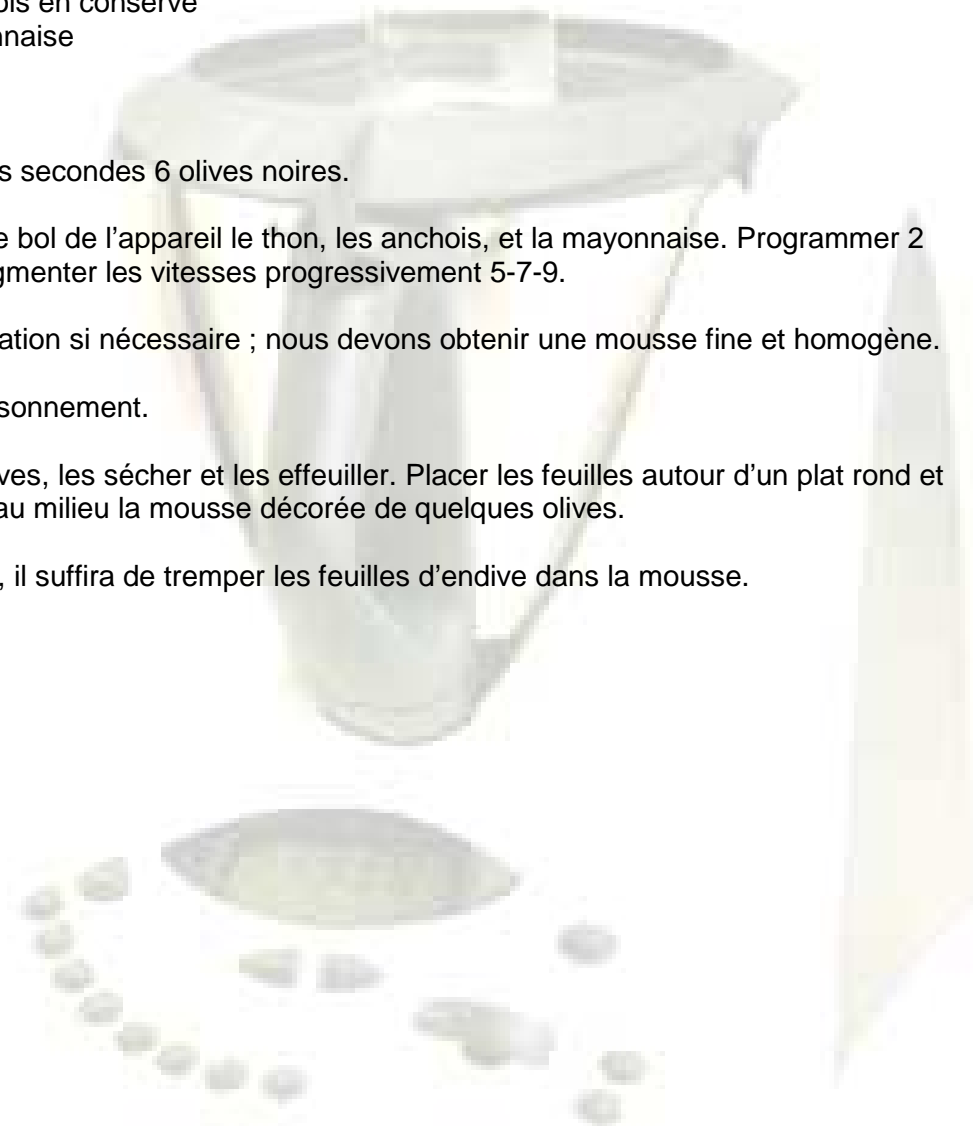 ois en conserve
nnaise
s secondes 6 olives noires.
e bol de l’appareil le thon, les anchois, et la mayonnaise. Programmer 2
gmenter les vitesses progressivement 5-7-9.
ation si nécessaire ; nous devons obtenir une mousse fine et homogène.
sonnement.
ves, les sécher et les effeuiller. Placer les feuilles autour d’un plat rond et
au milieu la mousse décorée de quelques olives.
, il suffira de tremper les feuilles d’endive dans la mousse.